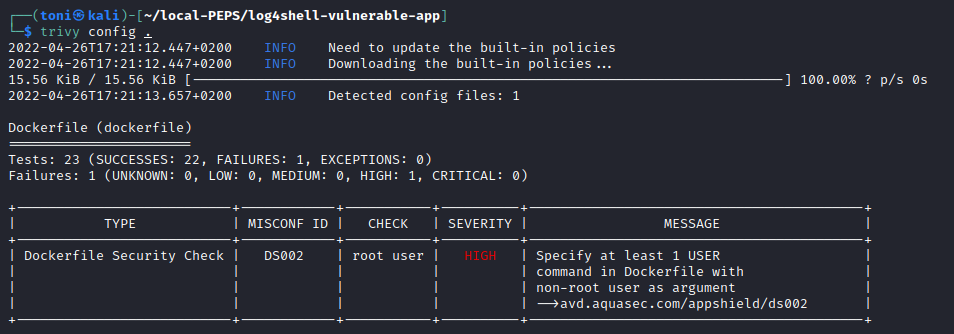 ┌──(toni㉿kali)-[~/local-PEPS/log4shell-vulnerable-app]
└─$ trivy config .
2022-04-26T17:21:12.447+0200 INFO Need to update the built-in policies
2022-04-26T17:21:12.447+0200 INFO Downloading the built-in policies...
15.56 KiB / 15.56 KiB [---------------------------------------------------------------------------] 100.00% ? p/s 0s
2022-04-26T17:21:13.657+0200 INFO Detected config files: 1
Dockerfile (dockerfile)
=======================
Tests: 23 (SUCCESSES: 22, FAILURES: 1, EXCEPTIONS: 0)
Failures: 1 (UNKNOWN: 0, LOW: 0, MEDIUM: 0, HIGH: 1, CRITICAL: 0)
+---------------------------+------------+-----------+----------+------------------------------------------+
| TYPE | MISCONF ID | CHECK | SEVERITY | MESSAGE |
+---------------------------+------------+-----------+----------+------------------------------------------+
| Dockerfile Security Check | DS002 | root user | HIGH | Specify at least 1 USER |
| | | | | command in Dockerfile with |
| | | | | non-root user as argument |
| | | | | -->avd.aquasec.com/appshield/ds002 |
+---------------------------+------------+-----------+----------+------------------------------------------+